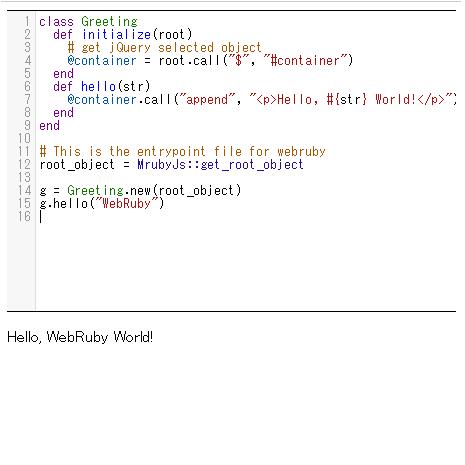 1 class Greeting
2   def initialize(root)
3     # get jQuery selected object
4     @container = root.call("$", "#container")
5   end
6   def hello(str)
7     @container.call("append", "<p>Hello, #{str} World!</p>")
8   end
9 end
10
11 # This is the entrypoint file for webruby
12 root_object = MrubyJs::get_root_object
13
14 g = Greeting.new(root_object)
15 g.hello("WebRuby")
16
Hello, WebRuby World!